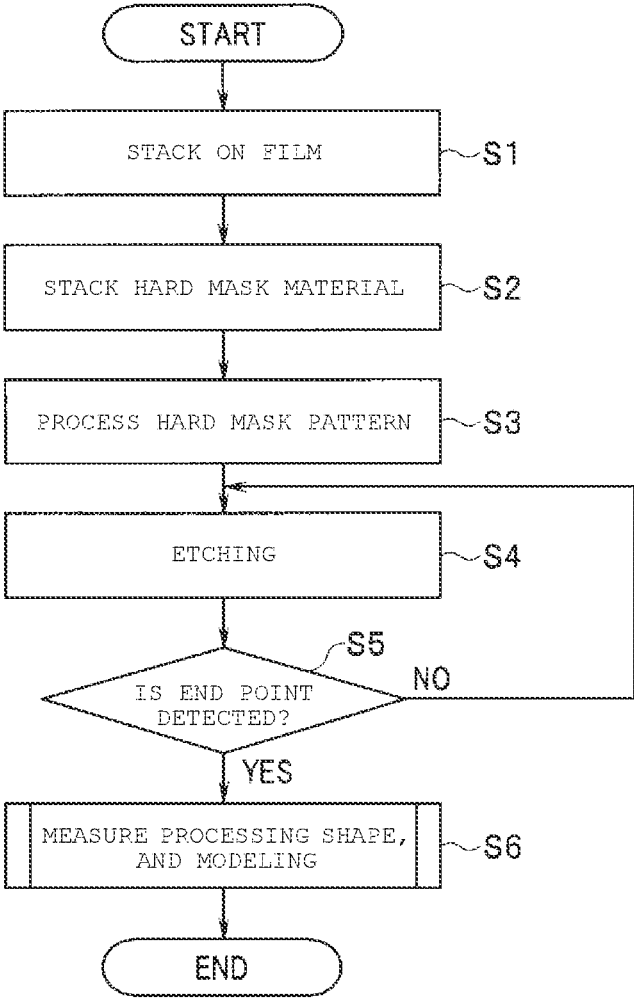 START
STACK ON FILM
S1
STACK HARD MASK MATERIAL
S2
PROCESS HARD MASK PATTERN
S3
ETCHING
S4
S5
IS END POINT
DETECTED?
NO
YES
MEASURE PROCESSING SHAPE,
AND MODELING
S6
END